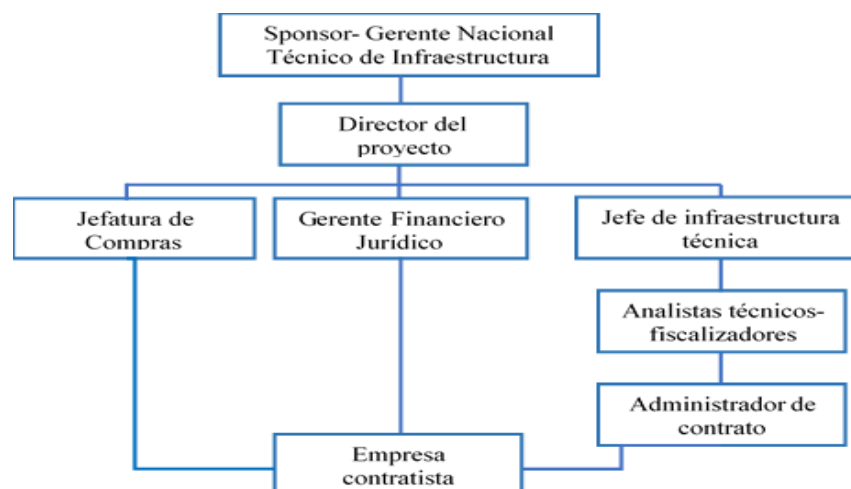 Sponsor- Gerente Nacional
Técnico de Infraestructura
Director del
proyecto
Jefatura de
Compras
Gerente Financiero
Jurídico
Jefe de infraestructura
técnica
Analistas técnicos-
fiscalizadores
Administrador de
contrato
Empresa
contratista